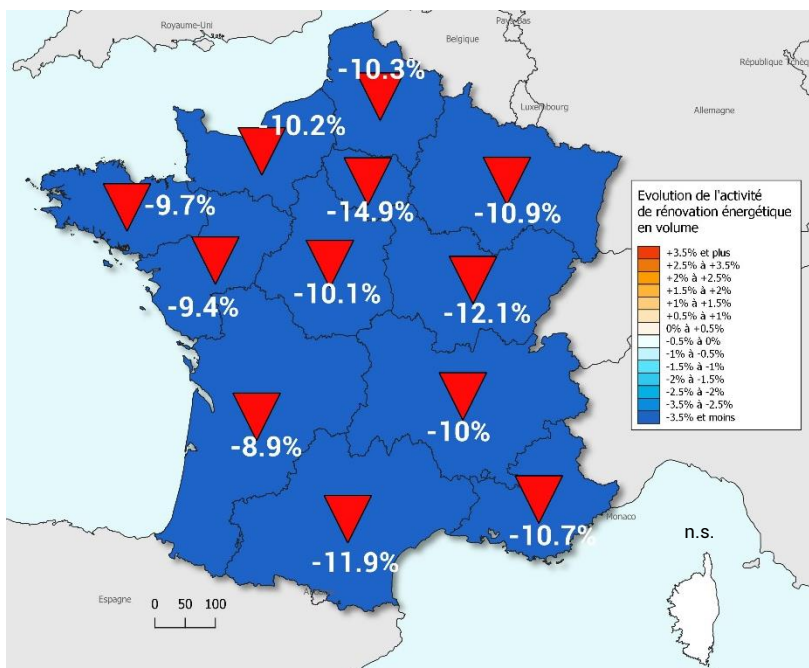 Royaume-Uni
Pays-Bas
Belgique
République Tchèq
Luxembourg
Allemagne
-10.3%
-10.2%
-9.7%
-14.9%
-10.9%
-9.4%
-10.1%
-12.1%
-8.9%
-10%
-11.9%
-10.7%
Monaco
n.s.
Espagne
0 50 100
Evolution de l'activité
de rénovation énergétique
en volume
+3.5% et plus
+2.5% à +3.5%
+2% à +2.5%
+1.5% à +2%
+1% à +1.5%
+0.5% à +1%
0% à +0.5%
-0.5% à 0%
-1% à -0.5%
-1.5% à -1%
-2% à -1.5%
-2.5% à -2%
-3.5% à -2.5%
-3.5% et moins